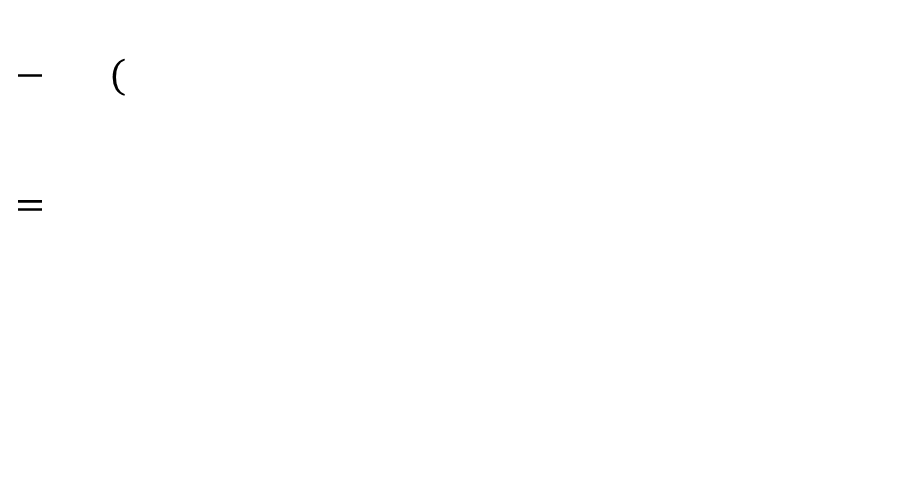 − (
=